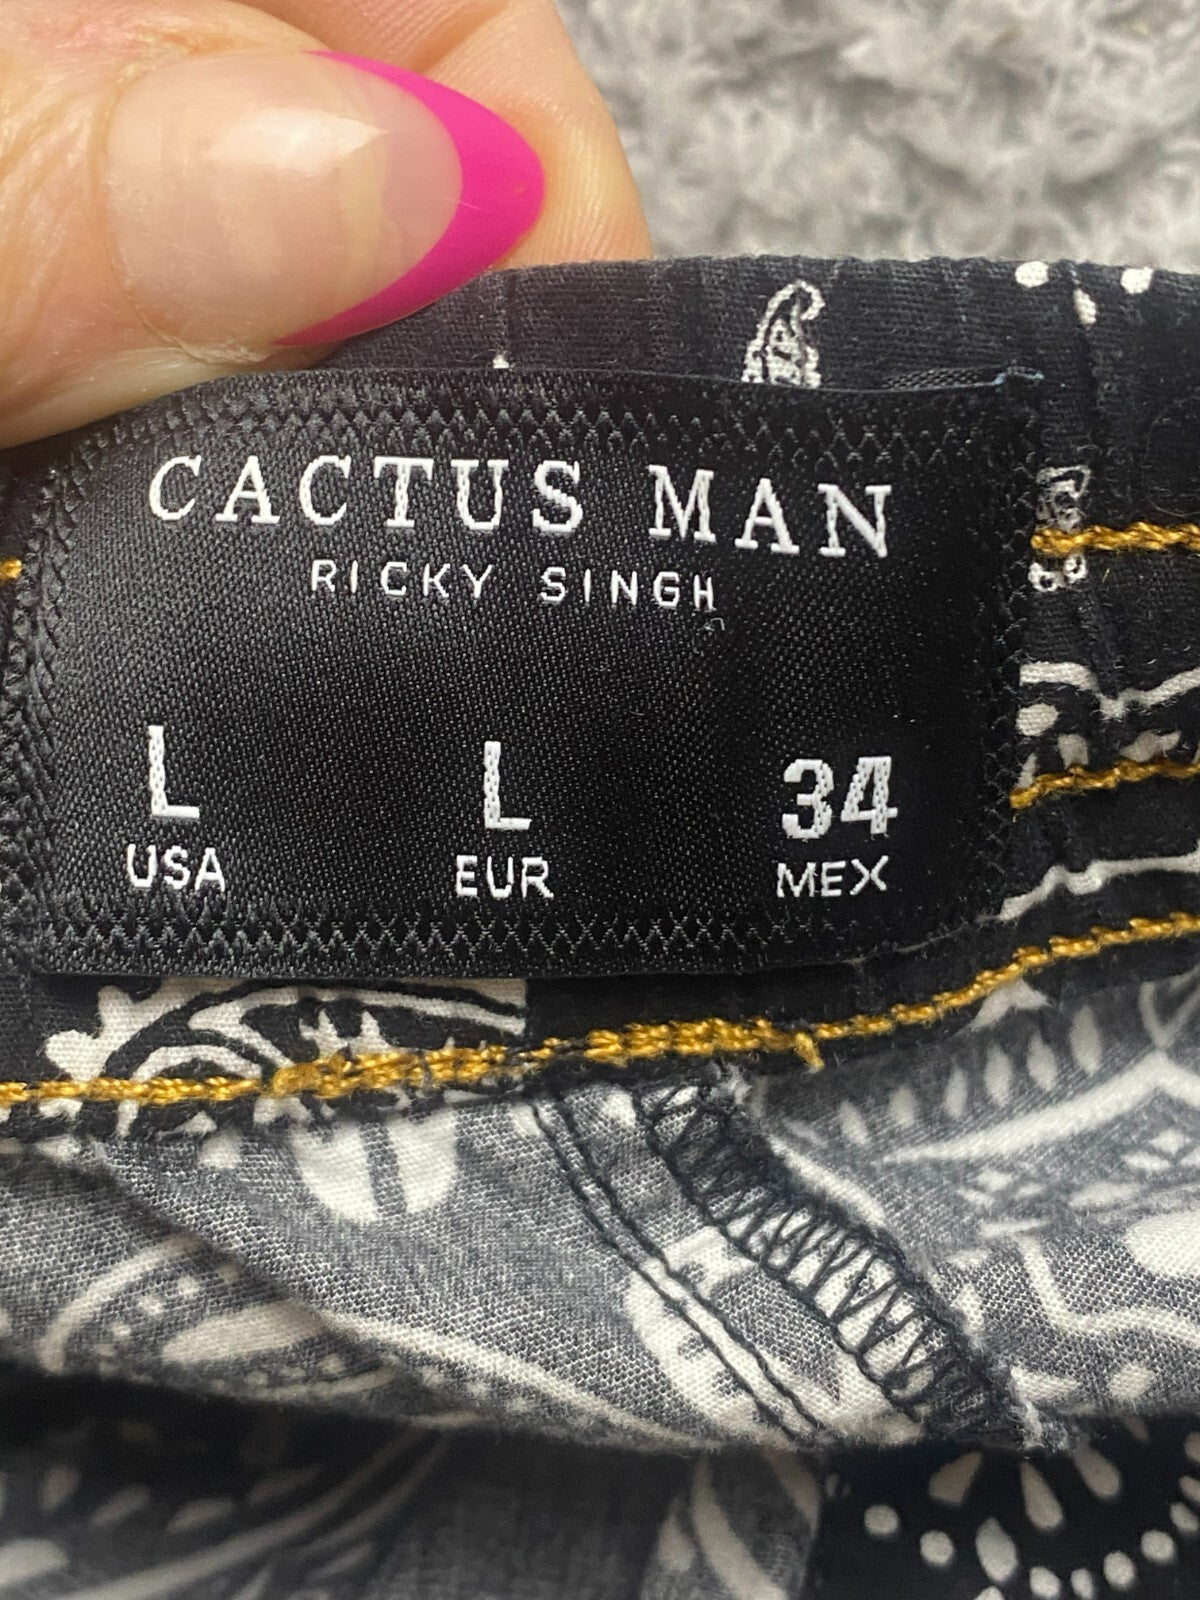 CACTUS MAN
RICKY SINGH
L L 34
USA EUR MEX